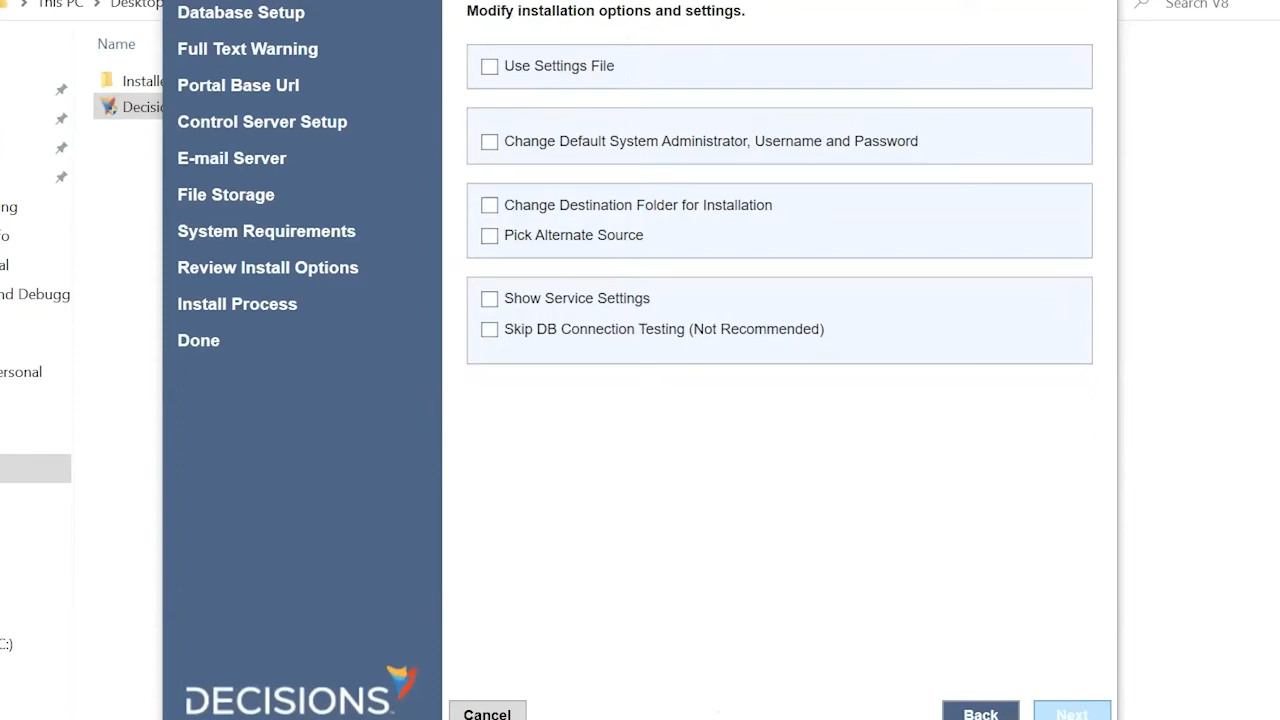 This PC
Desktop
Search V8
Name
Installe
Decisio
ng
al
nd Debugg
ersonal
C:)
Database Setup
Full Text Warning
Portal Base Url
Control Server Setup
E-mail Server
File Storage
System Requirements
Review Install Options
Install Process
Done
DECISIONS
Modify installation options and settings.
Use Settings File
Change Default System Administrator, Username and Password
Change Destination Folder for Installation
Pick Alternate Source
Show Service Settings
Skip DB Connection Testing (Not Recommended)
Cancel
Back
Next